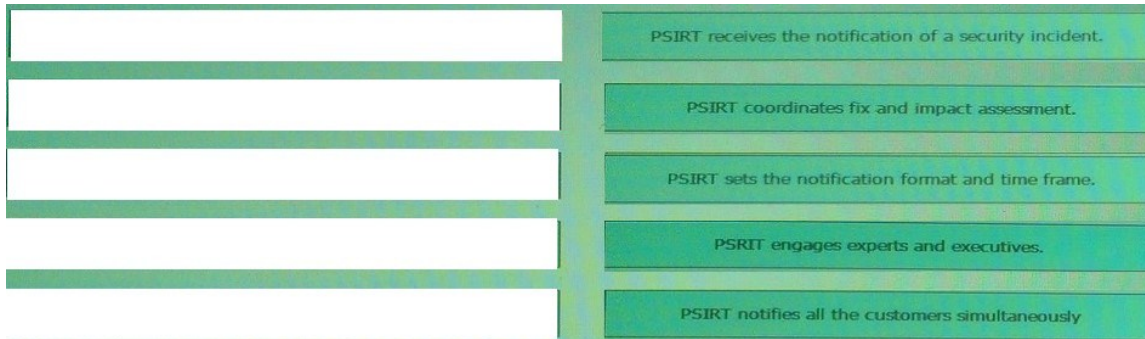 PSIRT receives the notification of a security incident.
PSIRT coordinates fix and impact assessment.
PSIRT sets the notification format and time frame.
PSRIT engages experts and executives.
PSIRT notifies all the customers simultaneously